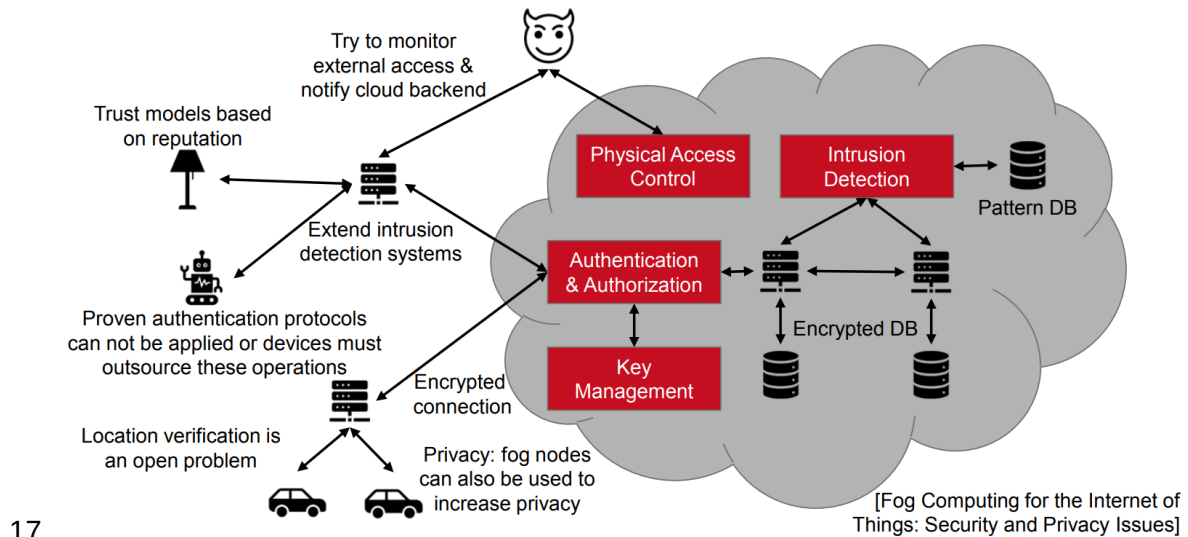 Try to monitor
external access &
notify cloud backend
Trust models based
on reputation
Physical Access
Control
Intrusion
Detection
Pattern DB
Extend intrusion
detection systems
Authentication
& Authorization
Proven authentication protocols
can not be applied or devices must
outsource these operations
Encrypted DB
Key
Management
Encrypted
connection
Location verification is
an open problem
Privacy: fog nodes
can also be used to
increase privacy
[Fog Computing for the Internet of
Things: Security and Privacy Issues]
17